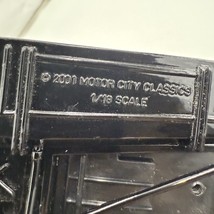 © 2001 MOTOR CITY CLASSICS
1/18 SCALE